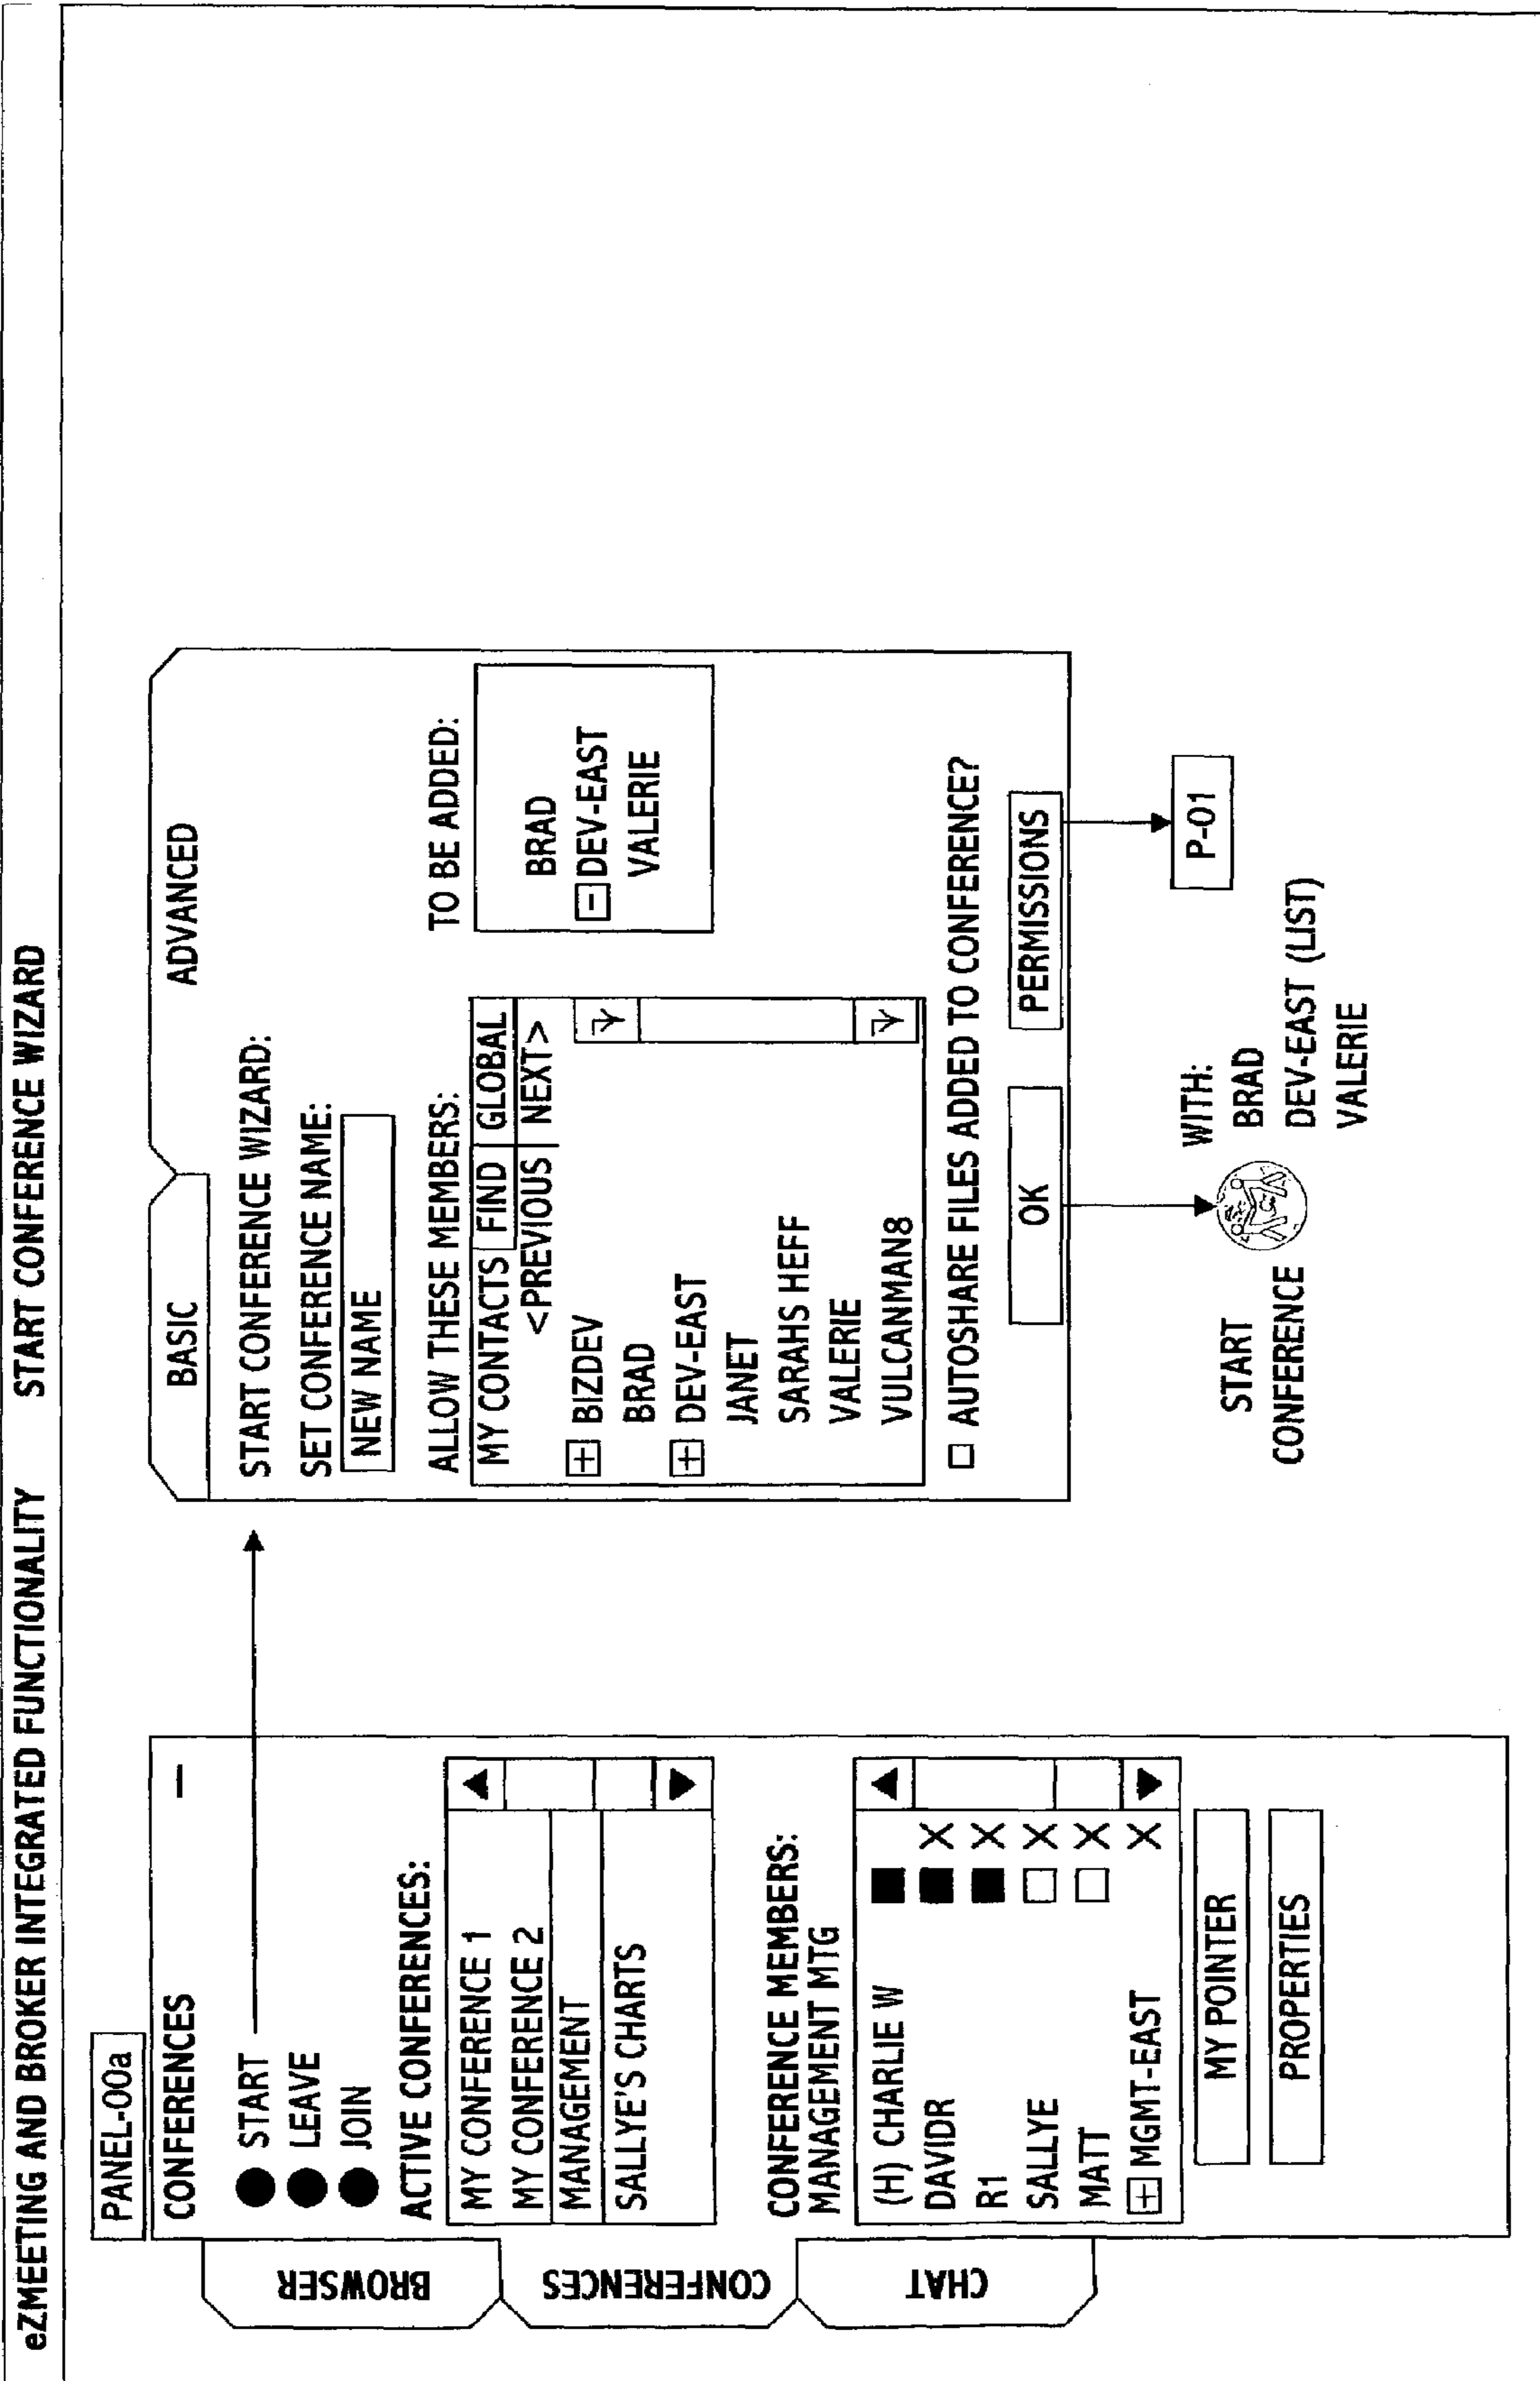 eZMEETING AND BROKER INTEGRATED FUNCTIONALITY START CONFERENCE WIZARD
PANEL-00a
CONFERENCES –
START
LEAVE
JOIN
ACTIVE CONFERENCES:
MY CONFERENCE 1
MY CONFERENCE 2
MANAGEMENT
SALLYE'S CHARTS
CONFERENCE MEMBERS:
MANAGEMENT MTG
(H) CHARLIE W
DAVIDR X
R1 X
SALLYE X
MATT X
+ MGMT-EAST X
MY POINTER
PROPERTIES
BROWSER
CONFERENCES
CHAT
BASIC
ADVANCED
START CONFERENCE WIZARD:
SET CONFERENCE NAME:
NEW NAME
ALLOW THESE MEMBERS:
MY CONTACTS FIND GLOBAL
<PREVIOUS NEXT>
+ BIZDEV
BRAD
+ DEV-EAST
JANET
SARAHS HEFF
VALERIE
VULCANMAN8
TO BE ADDED:
BRAD
- DEV-EAST
VALERIE
AUTOSHARE FILES ADDED TO CONFERENCE?
OK
PERMISSIONS
P-01
START
CONFERENCE
WITH:
BRAD
DEV-EAST (LIST)
VALERIE